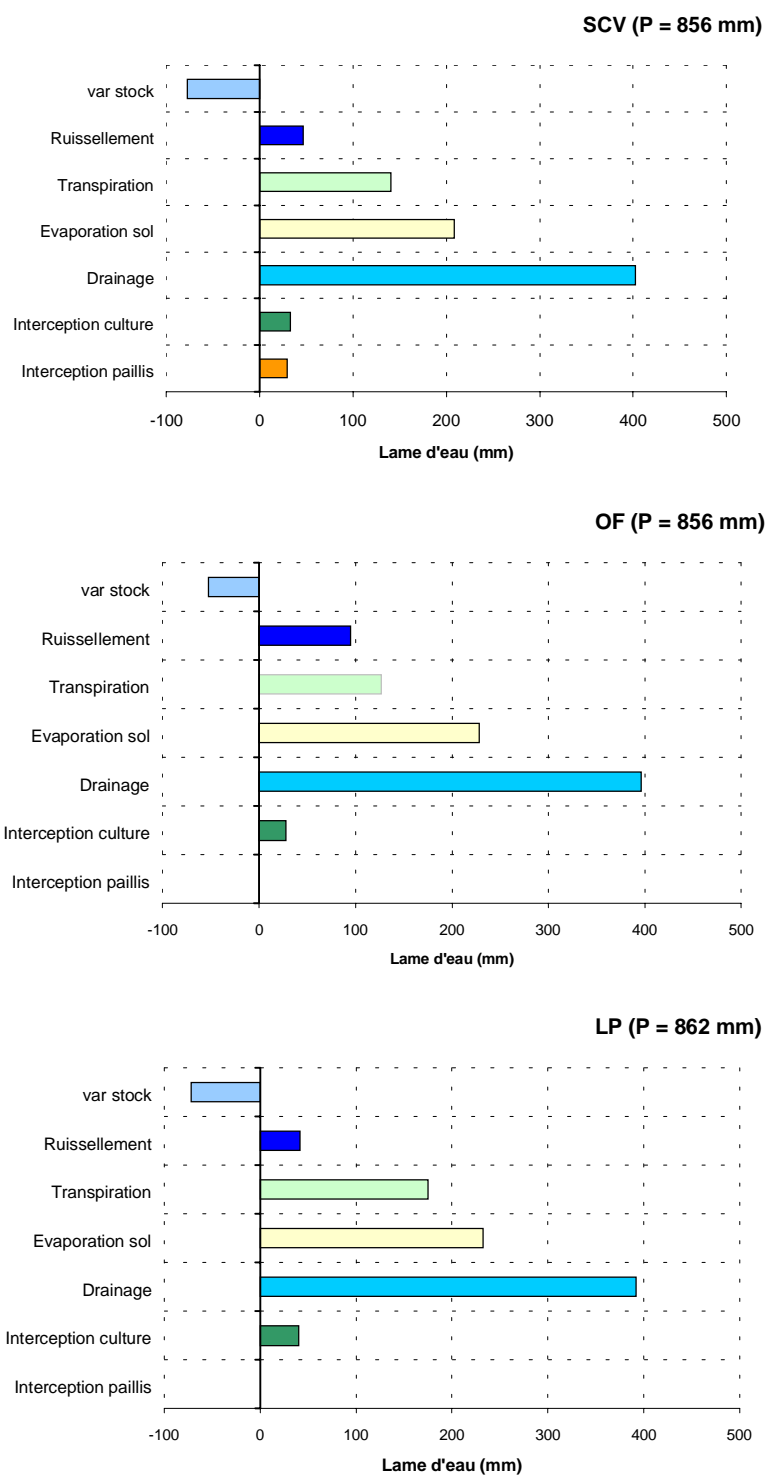 SCV (P = 856 mm)
var stock
Ruissellement
Transpiration
Evaporation sol
Drainage
Interception culture
Interception paillis
-100 0 100 200 300 400 500
Lame d'eau (mm)
OF (P = 856 mm)
var stock
Ruissellement
Transpiration
Evaporation sol
Drainage
Interception culture
Interception paillis
-100 0 100 200 300 400 500
Lame d'eau (mm)
LP (P = 862 mm)
var stock
Ruissellement
Transpiration
Evaporation sol
Drainage
Interception culture
Interception paillis
-100 0 100 200 300 400 500
Lame d'eau (mm)